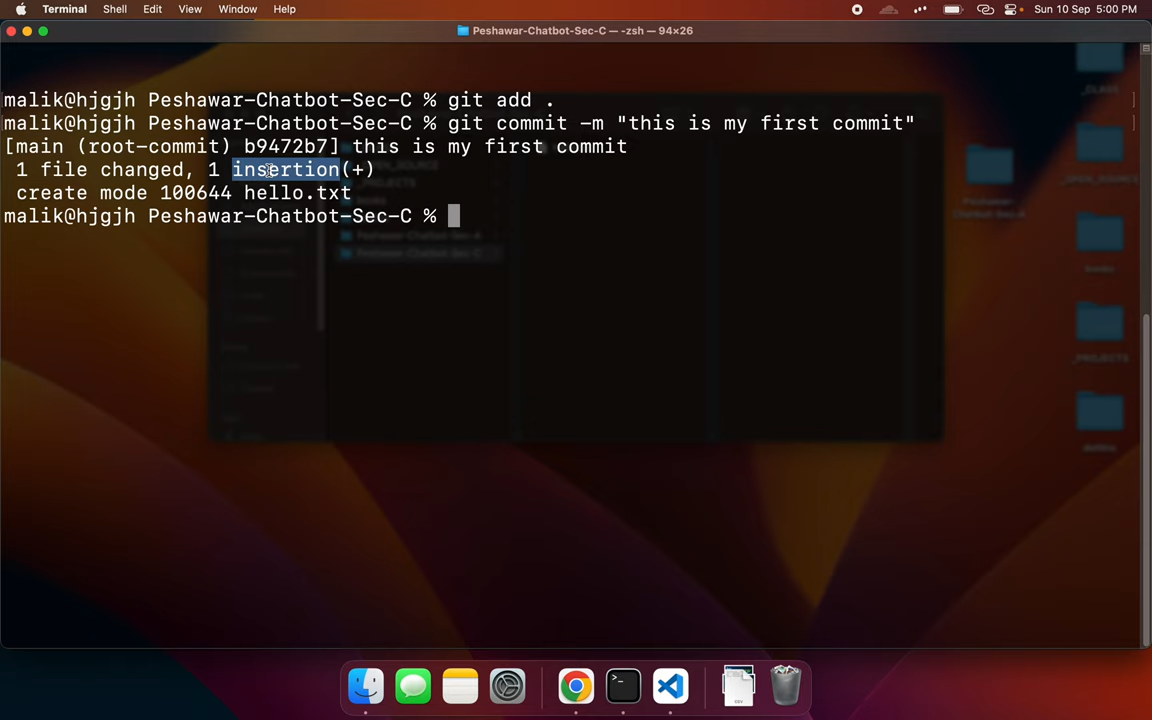 Terminal Shell Edit View Window Help Sun 10 Sep 5:00 PM
Peshawar-Chatbot-Sec-C — -zsh — 94×26
malik@hjgjh Peshawar-Chatbot-Sec-C % git add .
malik@hjgjh Peshawar-Chatbot-Sec-C % git commit -m "this is my first commit"
[main (root-commit) b9472b7] this is my first commit
1 file changed, 1 insertion(+)
create mode 100644 hello.txt
malik@hjgjh Peshawar-Chatbot-Sec-C %